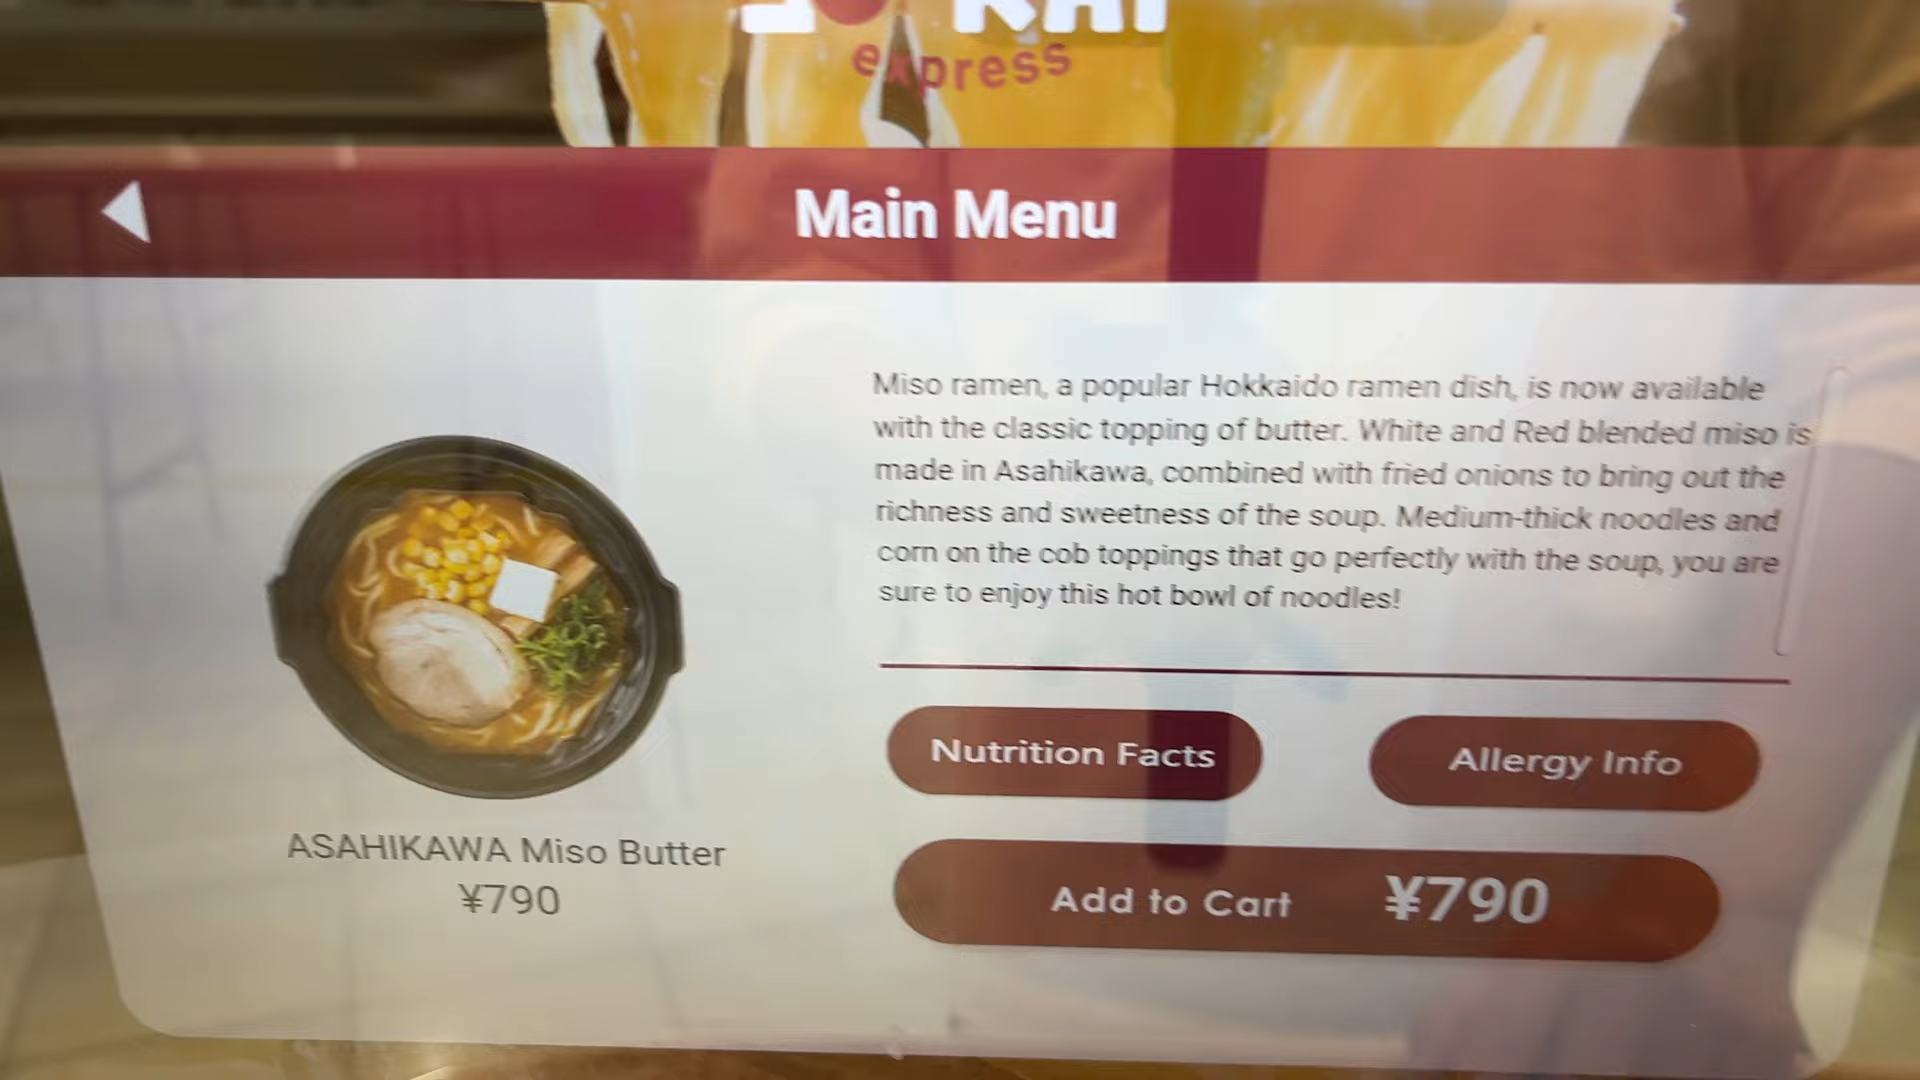 express
Main Menu
Miso ramen, a popular Hokkaido ramen dish, is now available
with the classic topping of butter. White and Red blended miso is
made in Asahikawa, combined with fried onions to bring out the
richness and sweetness of the soup. Medium-thick noodles and
corn on the cob toppings that go perfectly with the soup, you are
sure to enjoy this hot bowl of noodles!
Nutrition Facts
Allergy Info
ASAHIKAWA Miso Butter
¥790
Add to Cart ¥790